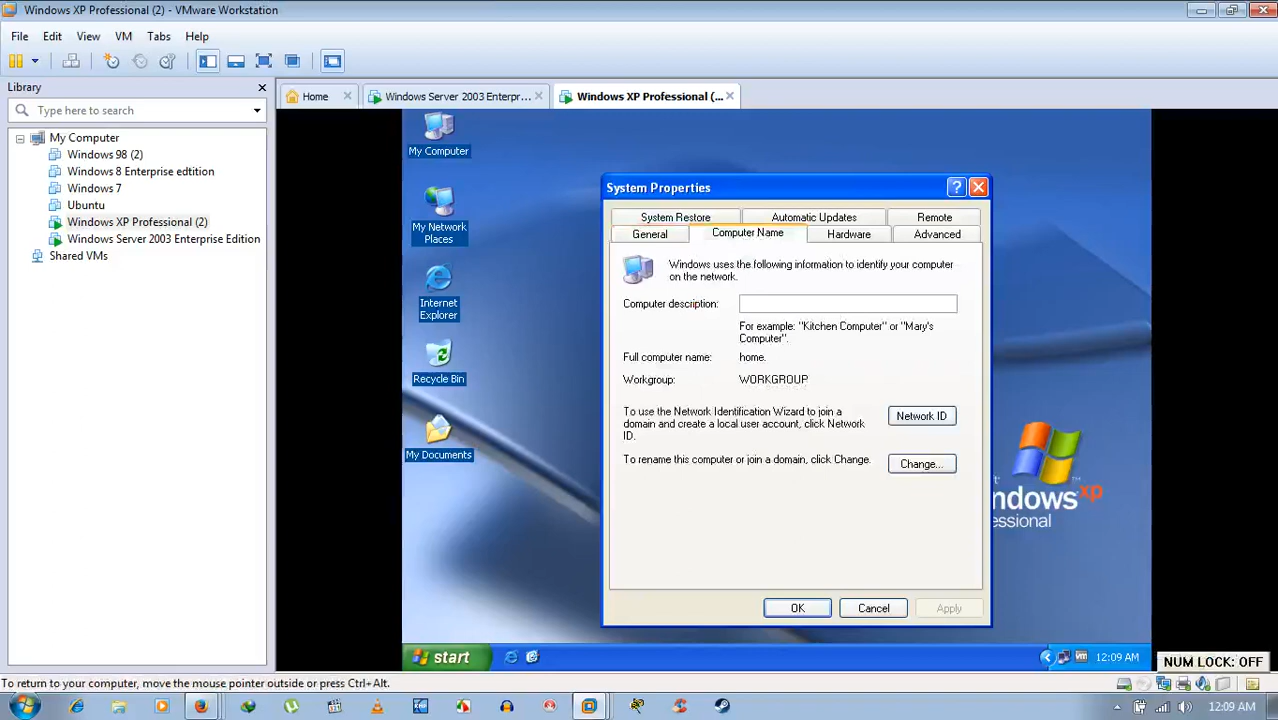 Windows XP Professional (2) - VMware Workstation
File Edit View VM Tabs Help
Library
Type here to search
My Computer
Windows 98 (2)
Windows 8 Enterprise edtition
Windows 7
Ubuntu
Windows XP Professional (2)
Windows Server 2003 Enterprise Edition
Shared VMs
Home
Windows Server 2003 Enterpr...
Windows XP Professional (...
My Computer
My Network
Places
Internet
Explorer
Recycle Bin
My Documents
System Properties
System Restore Automatic Updates Remote
General Computer Name Hardware Advanced
Windows uses the following information to identify your computer
on the network.
Computer description:
For example: "Kitchen Computer" or "Mary's
Computer".
Full computer name: home.
Workgroup: WORKGROUP
To use the Network Identification Wizard to join a
domain and create a local user account, click Network
ID.
Network ID
To rename this computer or join a domain, click Change.
Change...
OK Cancel Apply
ndows xp
essional
start
12:09 AM
NUM LOCK: OFF
To return to your computer, move the mouse pointer outside or press Ctrl+Alt.
12:09 AM